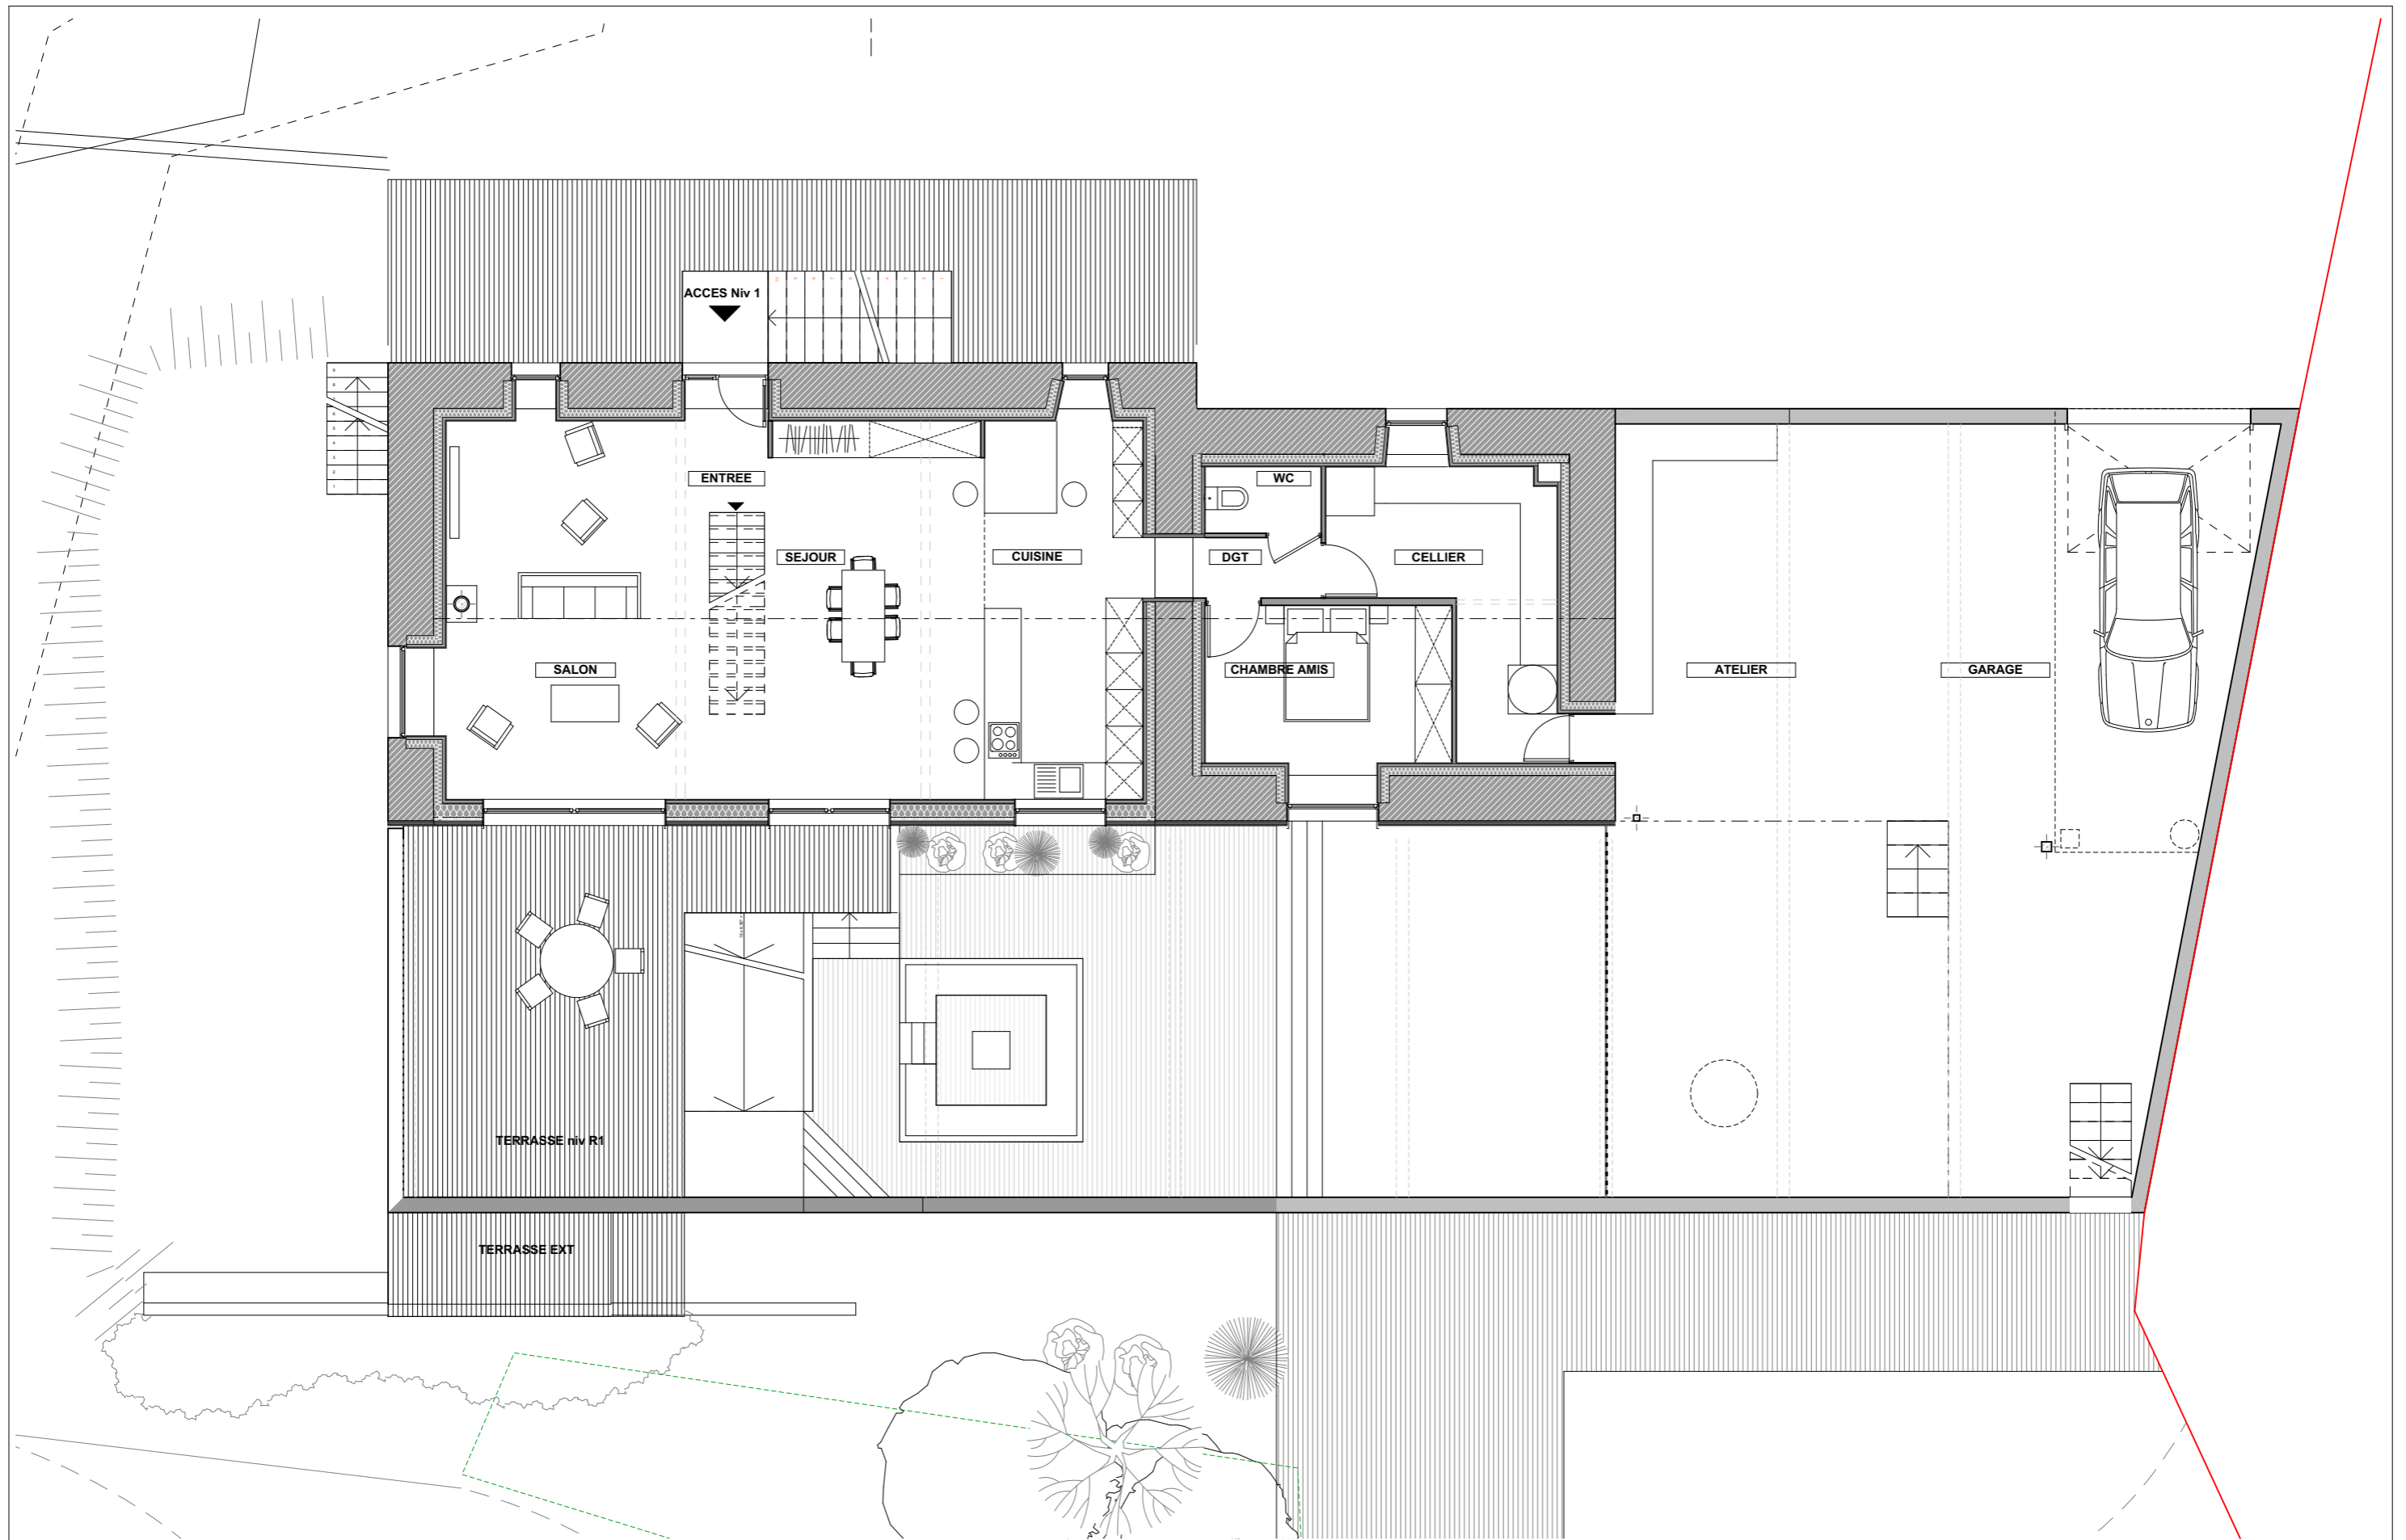 ACCES Niv 1
ENTREE
WC
SEJOUR
CUISINE
DGT
CELLIER
SALON
CHAMBRE AMIS
ATELIER
GARAGE
TERRASSE niv R1
TERRASSE EXT